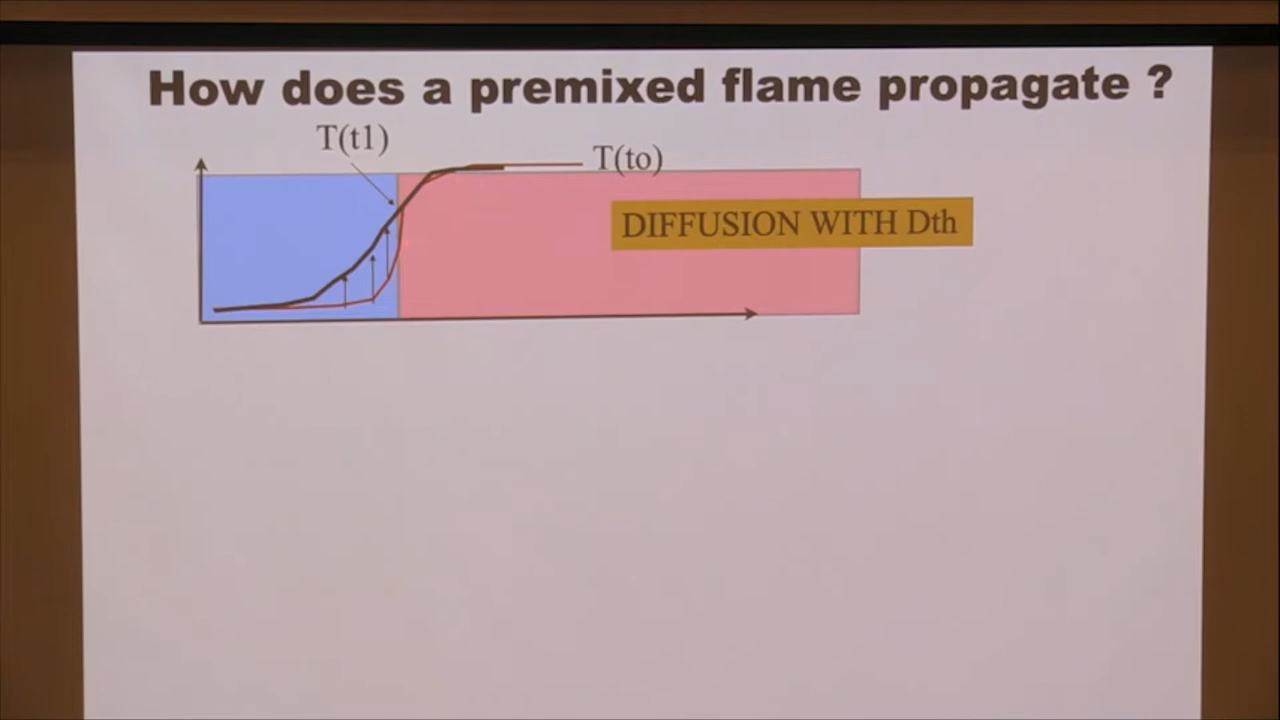 How does a premixed flame propagate ?
T(t1)
T(to)
DIFFUSION WITH Dth